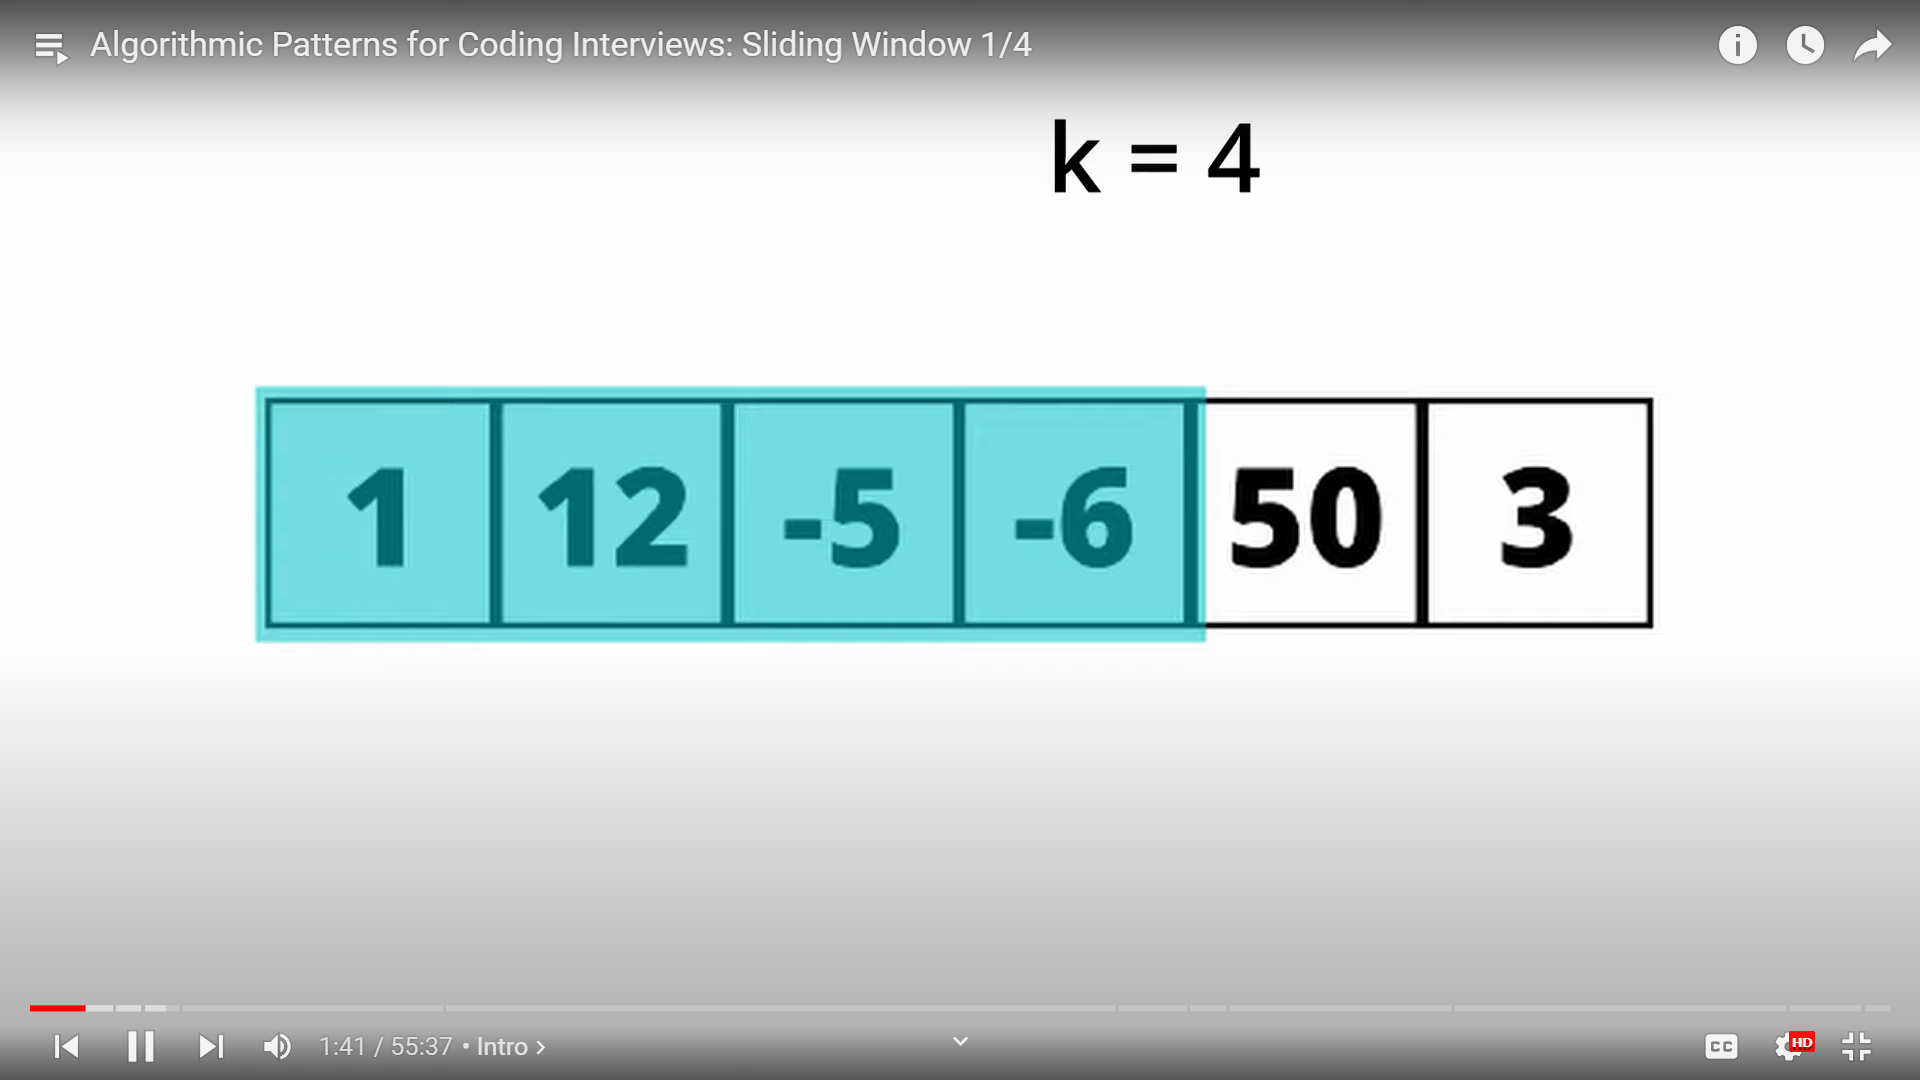 Algorithmic Patterns for Coding Interviews: Sliding Window 1/4
k = 4
1 12 -5 -6 50 3
1:41 / 55:37 • Intro
CC
HD